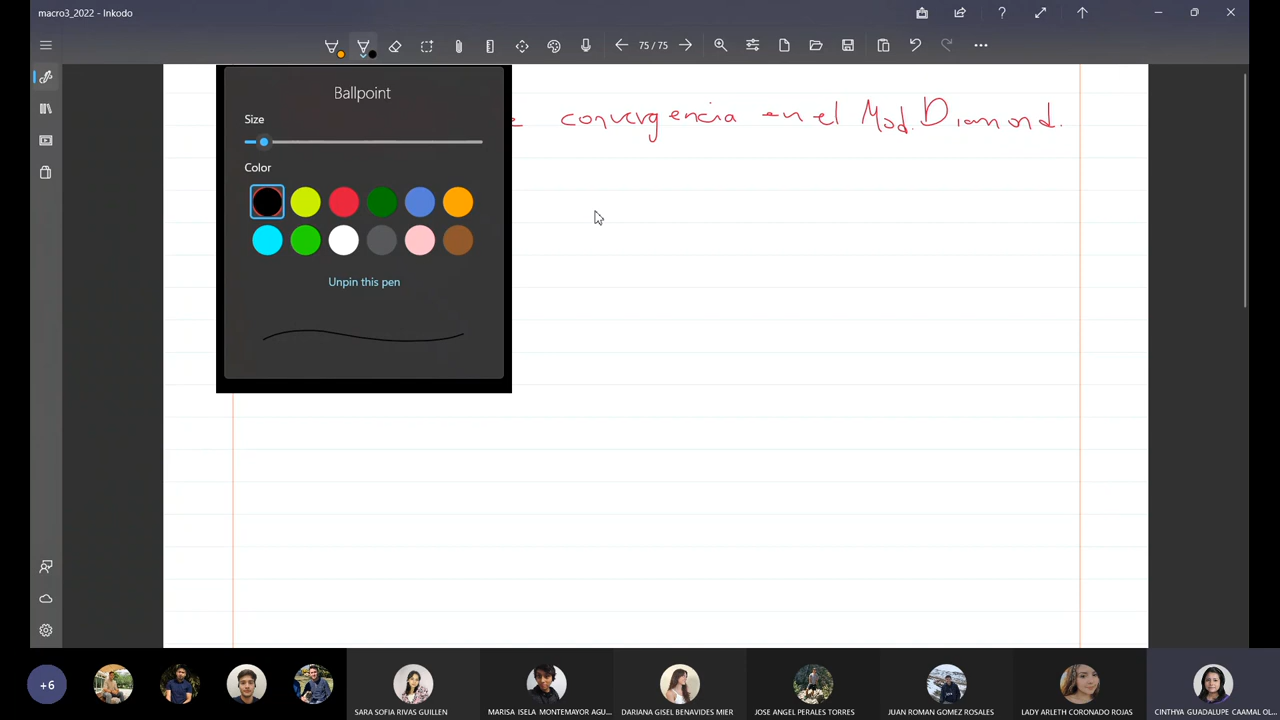 macro3_2022 - Inkodo
75 / 75
Ballpoint
Size
Color
Unpin this pen
convergencia en el Mod. Diamond.
+6
SARA SOFIA RIVAS GUILLEN
MARISA ISELA MONTEMAYOR AGU...
DARIANA GISEL BENAVIDES MIER
JOSE ANGEL PERALES TORRES
JUAN ROMAN GOMEZ ROSALES
LADY ARLETH CORONADO ROJAS
CINTHYA GUADALUPE CAAMAL OL...